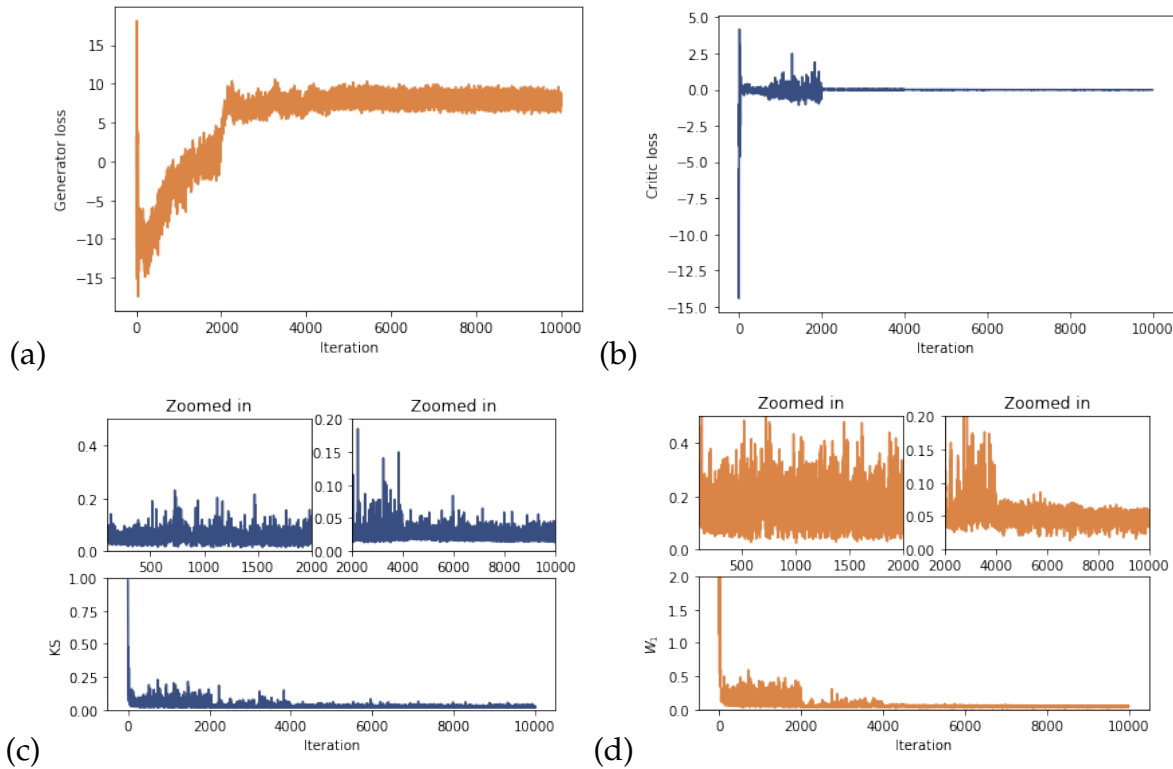 15
10
5
0
−5
−10
−15
Generator loss
0 2000 4000 6000 8000 10000
Iteration
(a)
5.0
2.5
0.0
−2.5
−5.0
−7.5
−10.0
−12.5
−15.0
Critic loss
0 2000 4000 6000 8000 10000
Iteration
(b)
Zoomed in Zoomed in
0.4
0.2
0.0
500 1000 1500 2000
0.20
0.15
0.10
0.05
0.00
2000 4000 6000 8000 10000
1.00
0.75
0.50
0.25
0.00
KS
0 2000 4000 6000 8000 10000
Iteration
(c)
Zoomed in Zoomed in
0.4
0.2
0.0
500 1000 1500 2000
0.20
0.15
0.10
0.05
0.00
2000 4000 6000 8000 10000
2.0
1.5
1.0
0.5
0.0
W₁
0 2000 4000 6000 8000 10000
Iteration
(d)